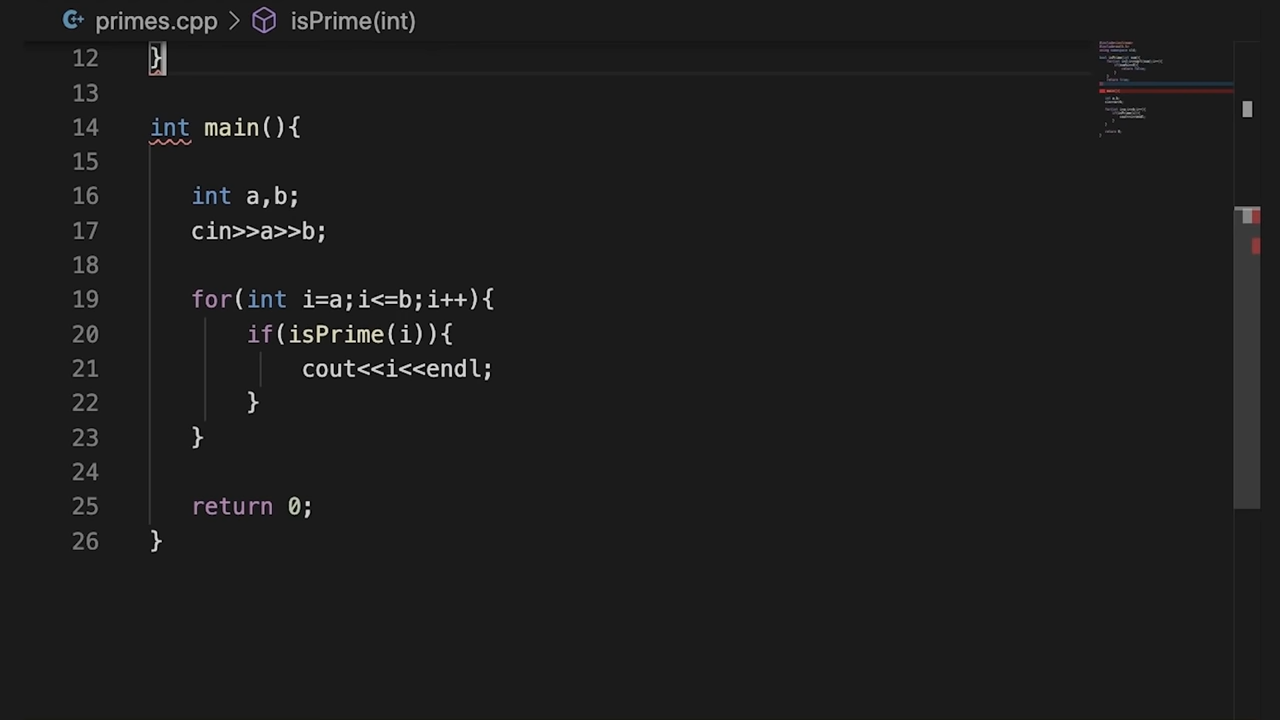 primes.cpp > isPrime(int)
12 }
13
14 int main(){
15
16 int a,b;
17 cin>>a>>b;
18
19 for(int i=a;i<=b;i++){
20 if(isPrime(i)){
21 cout<<i<<endl;
22 }
23 }
24
25 return 0;
26 }